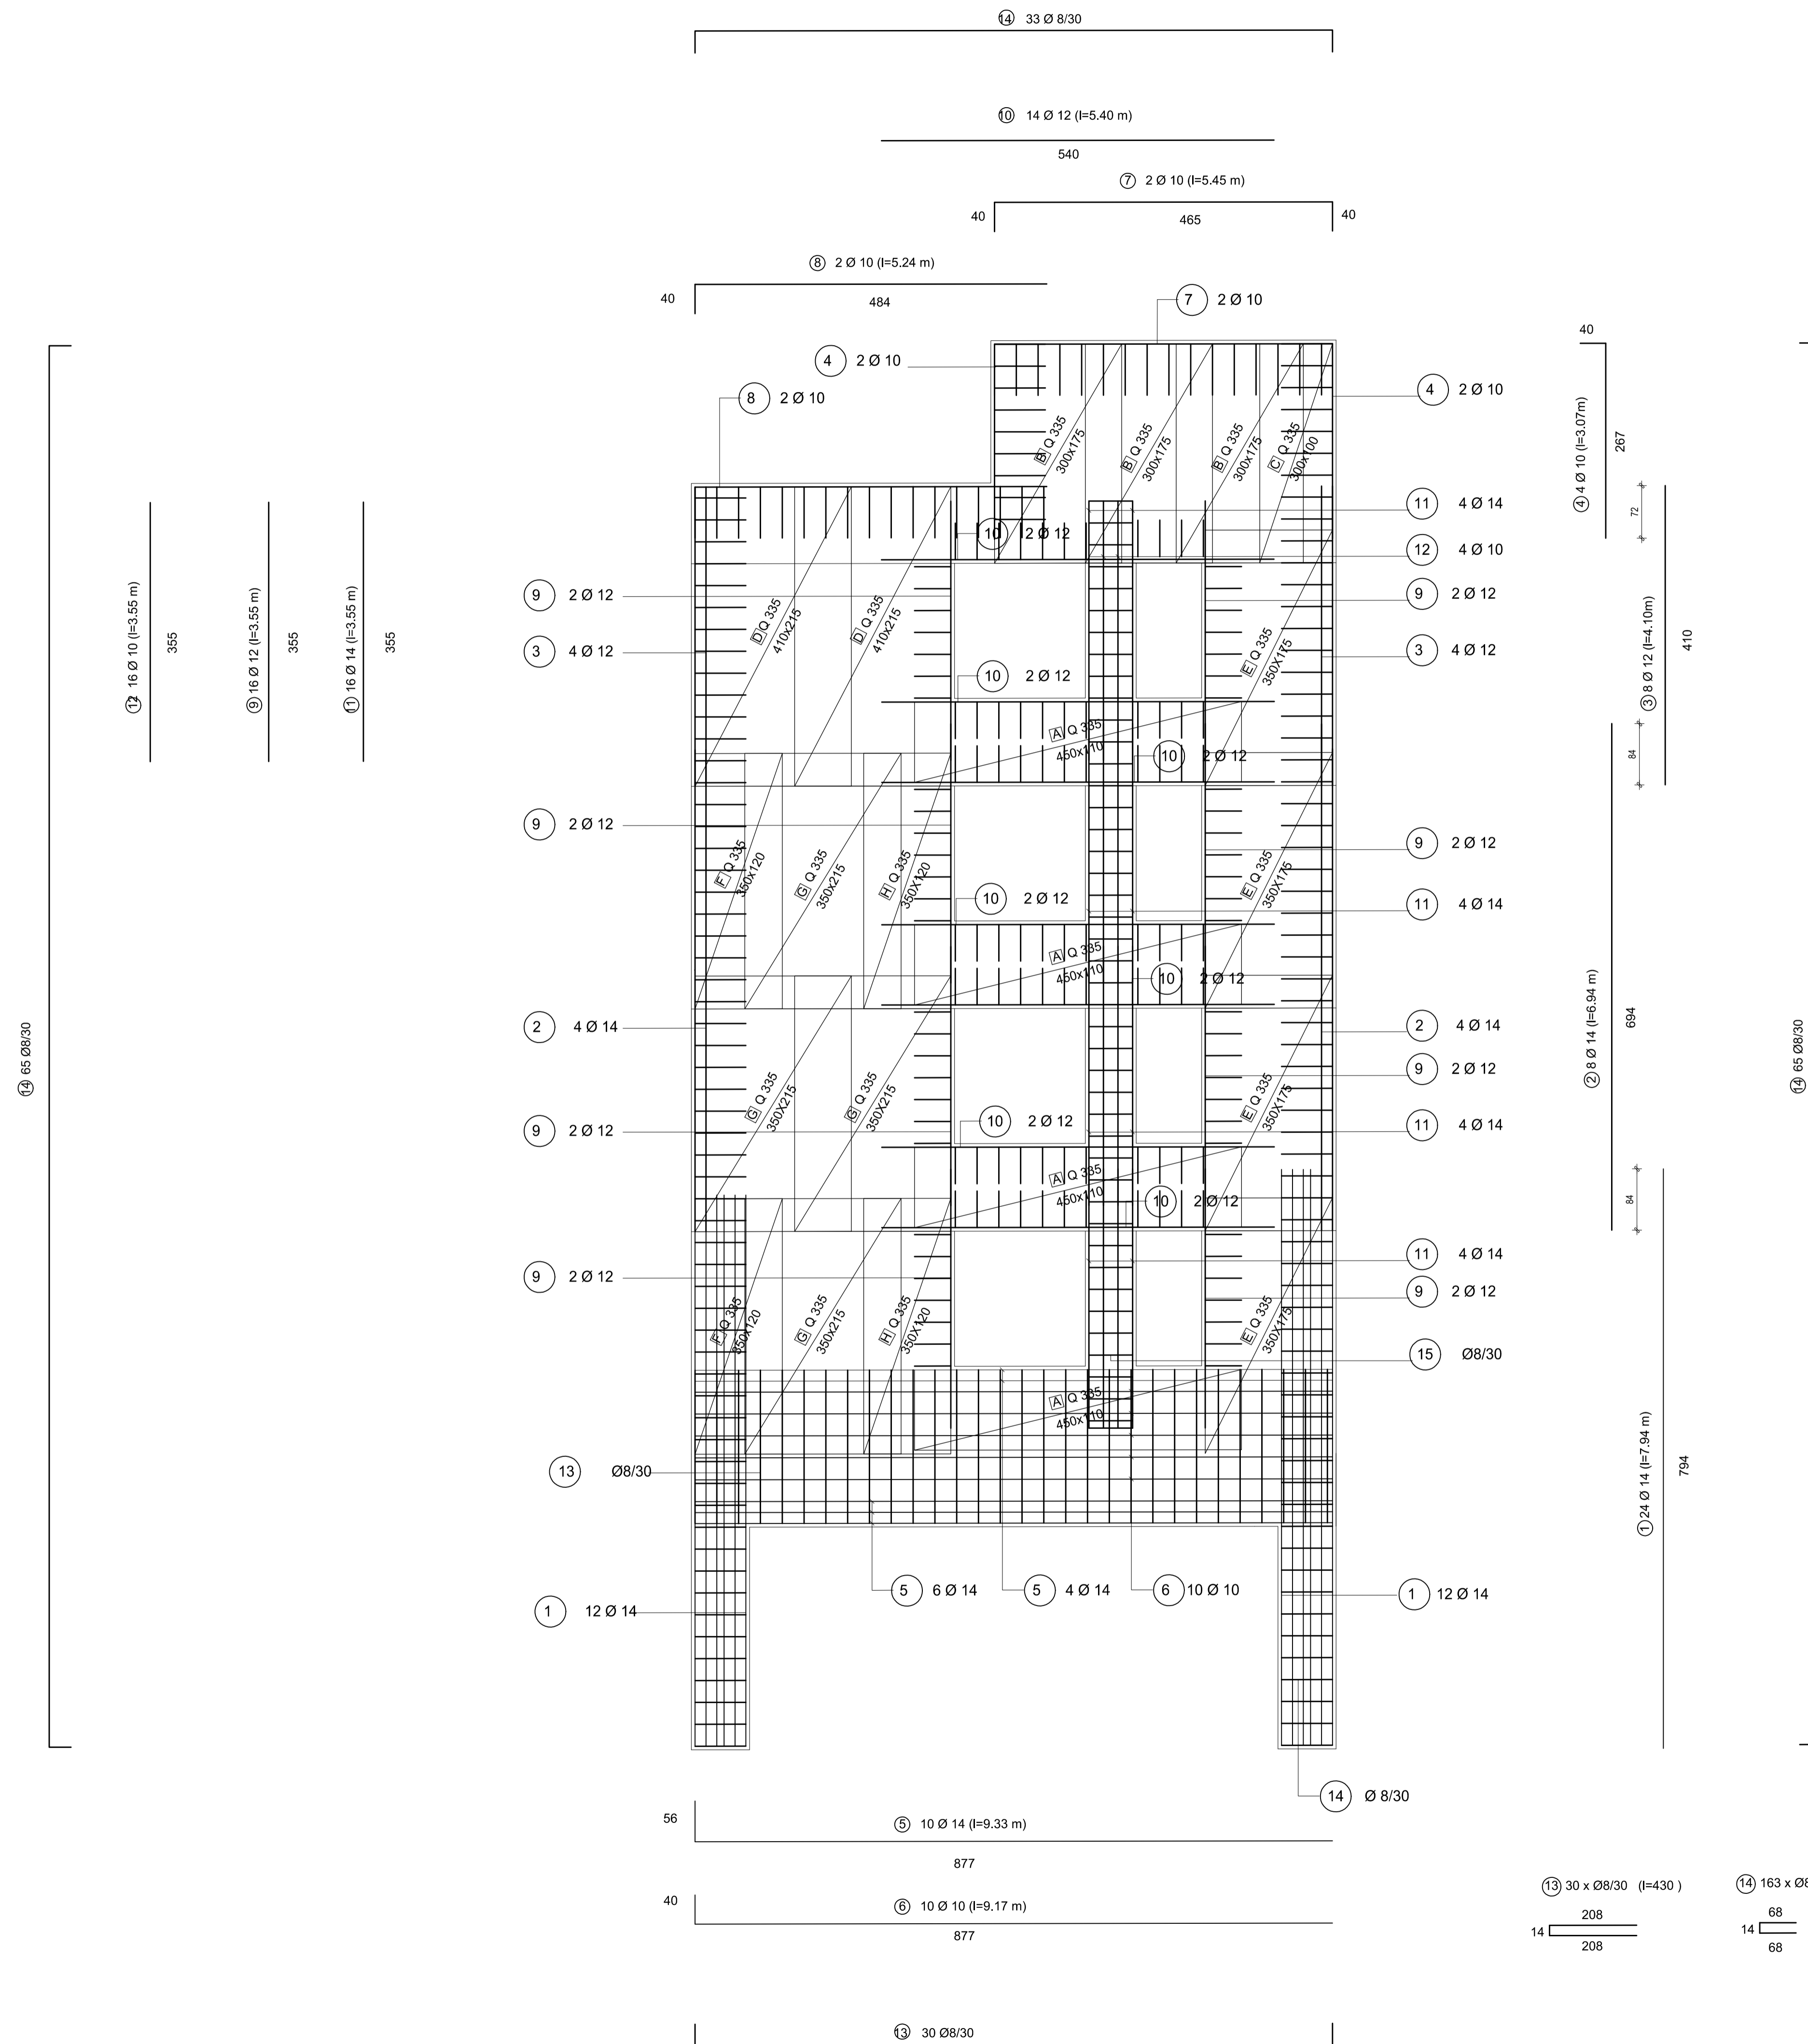 14 33 Ø 8/30
10 14 Ø 12 (l=5.40 m)
540
7 2 Ø 10 (l=5.45 m)
40 465 40
8 2 Ø 10 (l=5.24 m)
40 484
7 2 Ø 10
4 2 Ø 10
8 2 Ø 10
4 2 Ø 10
40
4 4 Ø 10 (l=3.07m)
267
72
B Q 335
300x175
B Q 335
300x175
B Q 335
300x175
C Q 335
300x100
11 4 Ø 14
10 2 Ø 12
12 4 Ø 10
12 16 Ø 10 (l=3.55 m)
355
9 16 Ø 12 (l=3.55 m)
355
11 16 Ø 14 (l=3.55 m)
355
9 2 Ø 12
9 2 Ø 12
D Q 335
410x215
D Q 335
410x215
3 4 Ø 12
3 4 Ø 12
E Q 335
350X175
3 8 Ø 12 (l=4.10m)
410
10 2 Ø 12
A Q 335
450x110
10 2 Ø 12
84
9 2 Ø 12
9 2 Ø 12
F Q 335
350x120
G Q 335
350x215
H Q 335
350X120
E Q 335
350X175
10 2 Ø 12
11 4 Ø 14
A Q 335
450x110
10 2 Ø 12
14 65 Ø8/30
2 4 Ø 14
2 4 Ø 14
2 8 Ø 14 (l=6.94 m)
694
14 65 Ø8/30
9 2 Ø 12
G Q 335
350X215
G Q 335
350X215
E Q 335
350X175
9 2 Ø 12
10 2 Ø 12
11 4 Ø 14
A Q 335
450x110
10 2 Ø 12
84
11 4 Ø 14
9 2 Ø 12
9 2 Ø 12
F Q 335
350x120
G Q 335
350x215
H Q 335
350X120
E Q 335
350X175
15 Ø8/30
A Q 335
450x110
13 Ø8/30
1 24 Ø 14 (l=7.94 m)
794
5 6 Ø 14
5 4 Ø 14
6 10 Ø 10
1 12 Ø 14
1 12 Ø 14
14 Ø 8/30
56
5 10 Ø 14 (l=9.33 m)
877
40
6 10 Ø 10 (l=9.17 m)
877
13 30 x Ø8/30 (l=430 )
208
14
208
14 163 x Ø8
68
14
68
13 30 Ø8/30